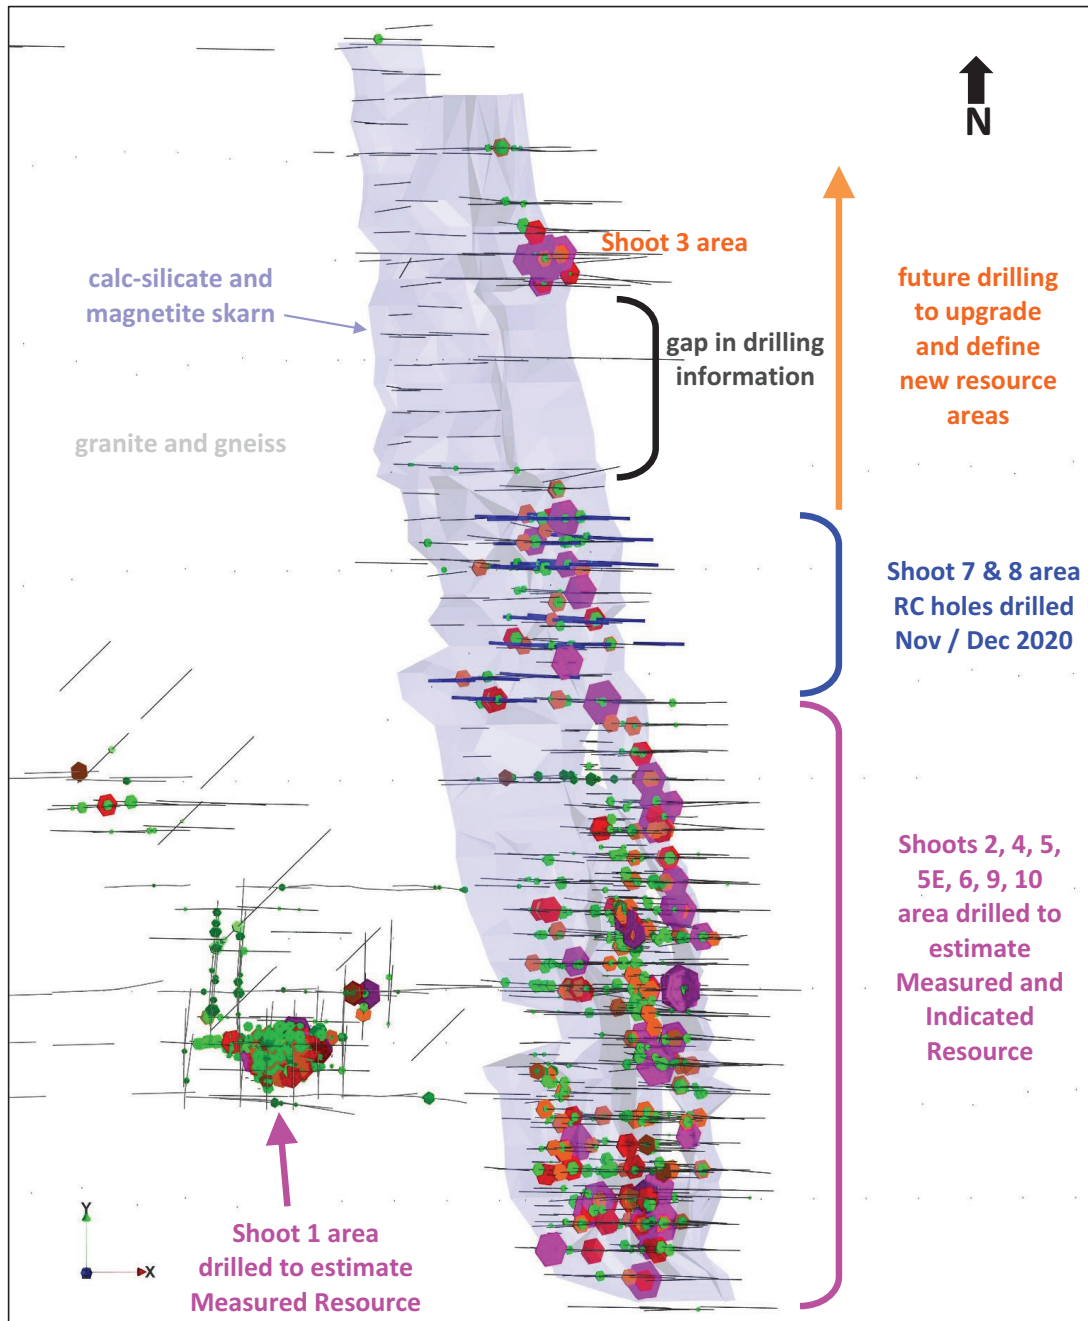 N
Shoot 3 area
calc-silicate and
magnetite skarn
future drilling
to upgrade
and define
new resource
areas
gap in drilling
information
granite and gneiss
Shoot 7 & 8 area
RC holes drilled
Nov / Dec 2020
Shoots 2, 4, 5,
5E, 6, 9, 10
area drilled to
estimate
Measured and
Indicated
Resource
Y
X
Shoot 1 area
drilled to estimate
Measured Resource